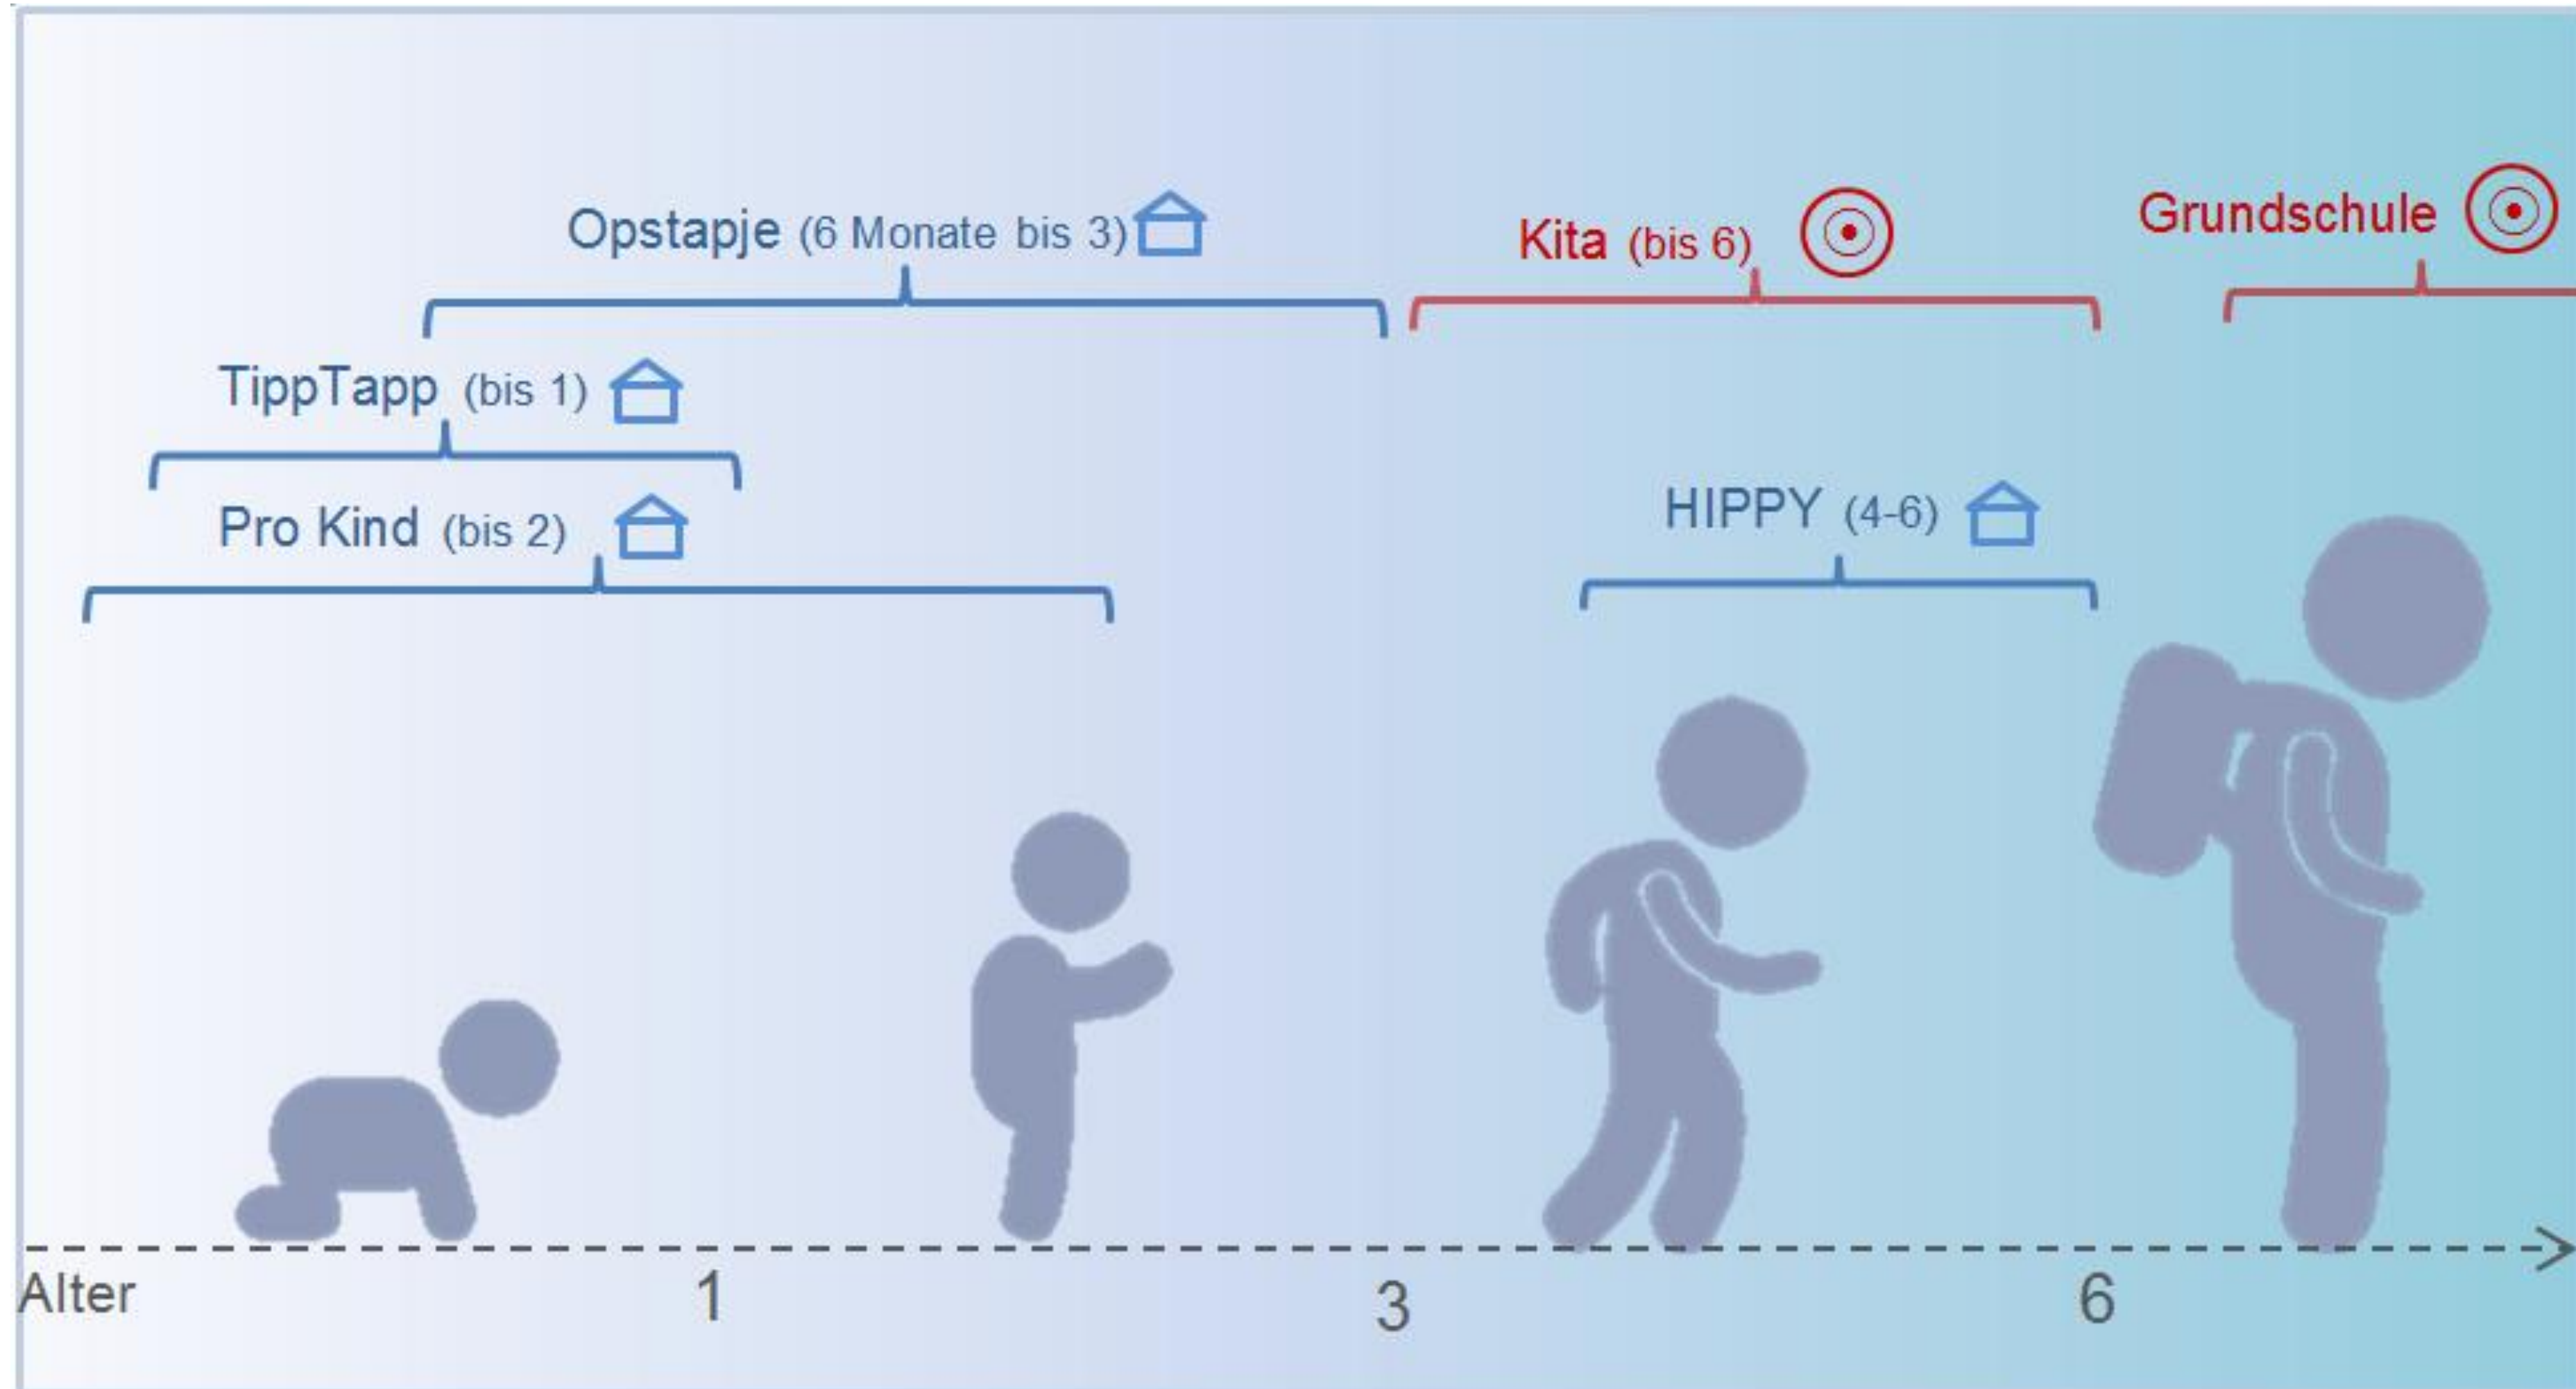 Opstapje (6 Monate bis 3)
Kita (bis 6)
Grundschule
TippTapp (bis 1)
Pro Kind (bis 2)
HIPPY (4-6)
Alter
1
3
6